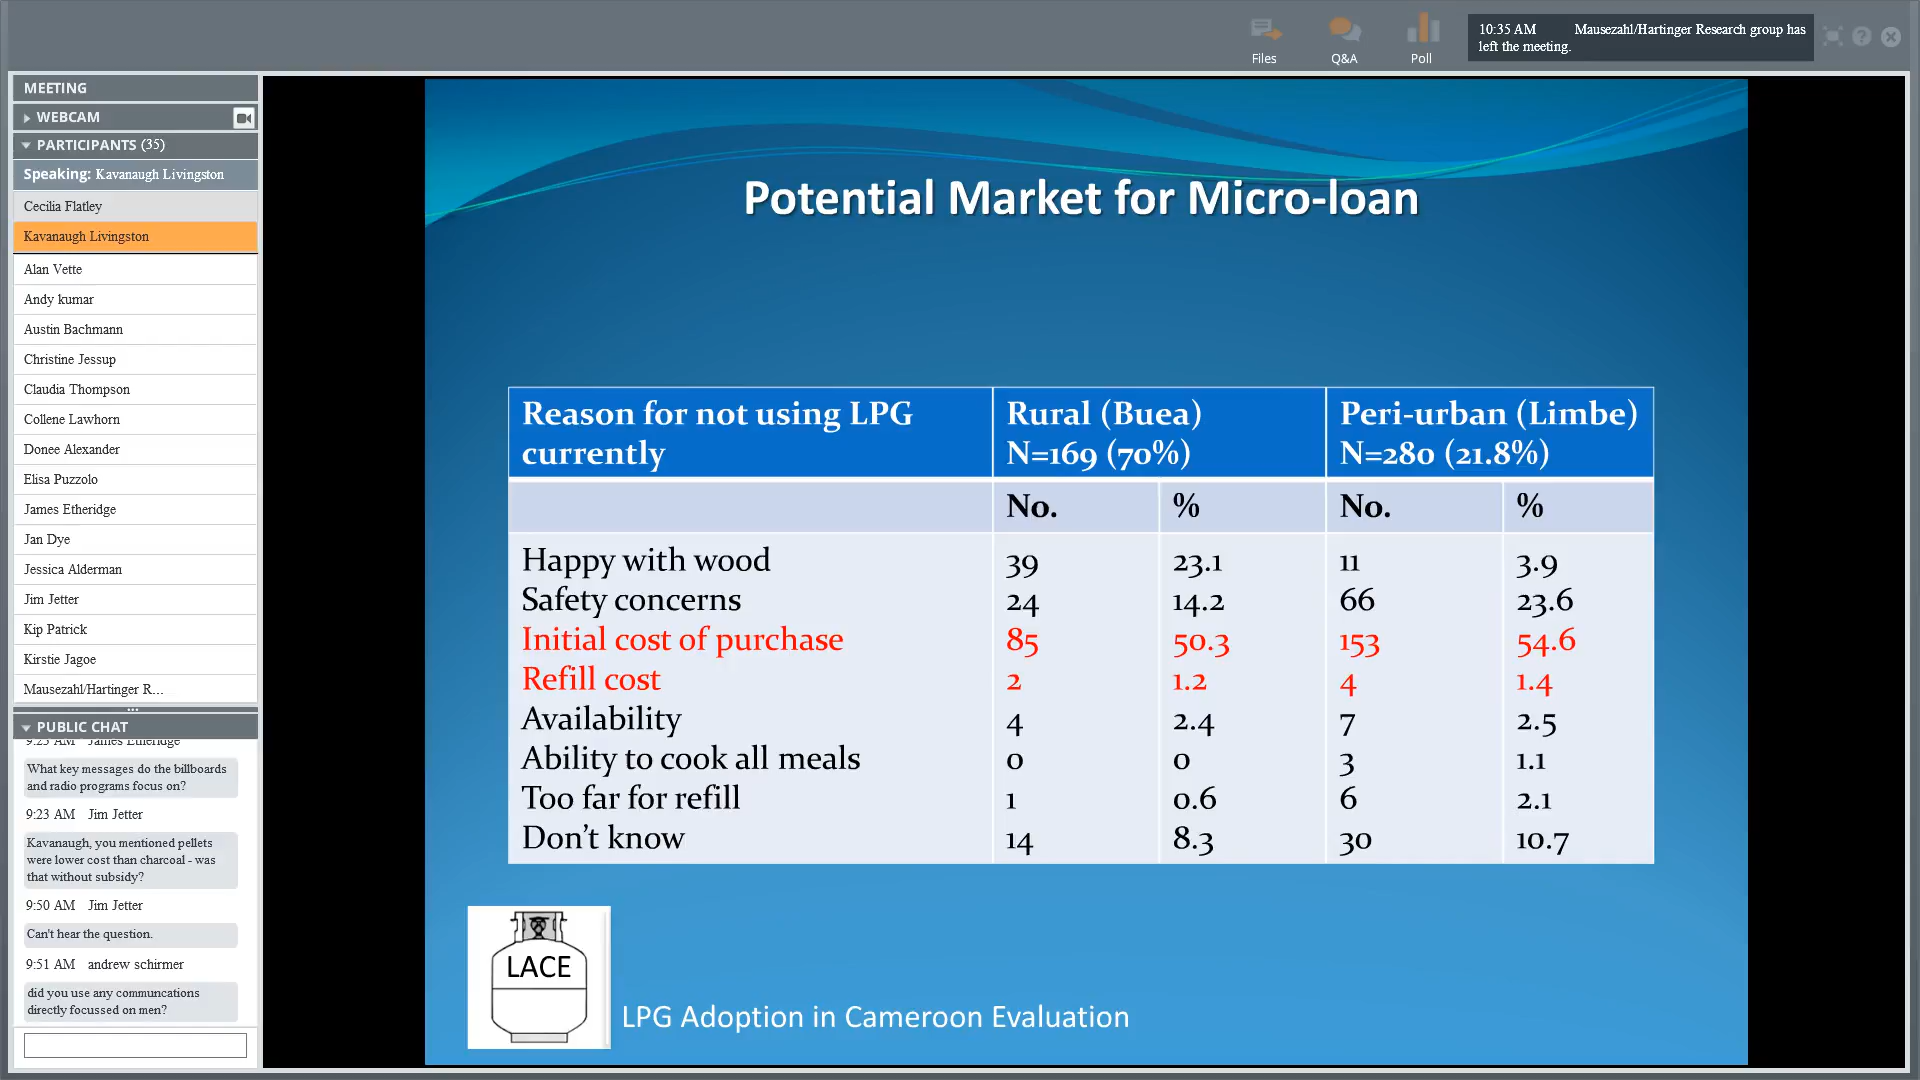 Files
Q&A
Poll
10:35 AM Mausezahl/Hartinger Research group has
left the meeting.
MEETING
WEBCAM
PARTICIPANTS (35)
Speaking: Kavanaugh Livingston
Cecilia Flatley
Kavanaugh Livingston
Alan Vette
Andy kumar
Austin Bachmann
Christine Jessup
Claudia Thompson
Collene Lawhorn
Donee Alexander
Elisa Puzzolo
James Etheridge
Jan Dye
Jessica Alderman
Jim Jetter
Kip Patrick
Kirstie Jagoe
Mausezahl/Hartinger R...
PUBLIC CHAT
9:23 AM James Etheridge
What key messages do the billboards
and radio programs focus on?
9:23 AM Jim Jetter
Kavanaugh, you mentioned pellets
were lower cost than charcoal - was
that without subsidy?
9:50 AM Jim Jetter
Can't hear the question.
9:51 AM andrew schirmer
did you use any communcations
directly focussed on men?
Potential Market for Micro-loan
Reason for not using LPG currently Rural (Buea) N=169 (70%) Peri-urban (Limbe) N=280 (21.8%)
No. % No. %
Happy with wood 39 23.1 11 3.9
Safety concerns 24 14.2 66 23.6
Initial cost of purchase 85 50.3 153 54.6
Refill cost 2 1.2 4 1.4
Availability 4 2.4 7 2.5
Ability to cook all meals 0 0 3 1.1
Too far for refill 1 0.6 6 2.1
Don't know 14 8.3 30 10.7
LACE
LPG Adoption in Cameroon Evaluation